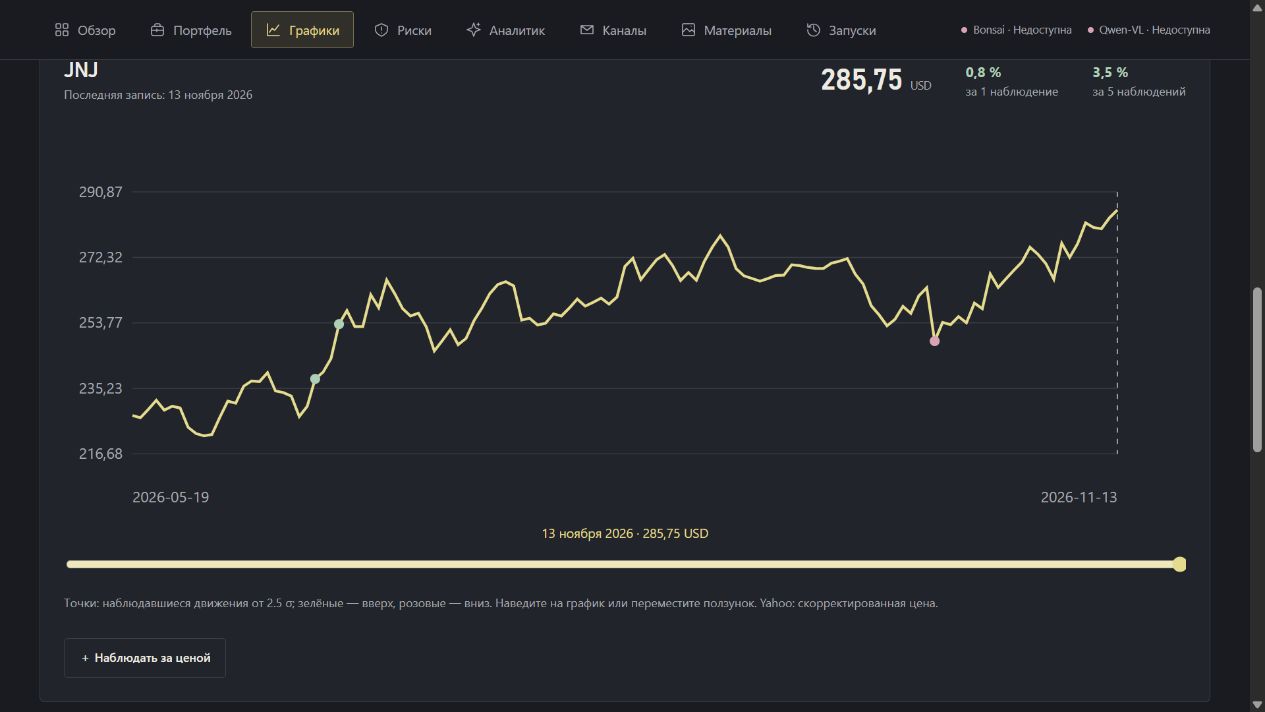 Обзор
Портфель
Графики
Риски
Аналитик
Каналы
Материалы
Запуски
Bonsai · Недоступна
Qwen-VL · Недоступна
JNJ
Последняя запись: 13 ноября 2026
285,75 USD
0,8 %
за 1 наблюдение
3,5 %
за 5 наблюдений
290,87
272,32
253,77
235,23
216,68
2026-05-19
2026-11-13
13 ноября 2026 · 285,75 USD
Точки: наблюдавшиеся движения от 2.5 σ; зелёные — вверх, розовые — вниз. Наведите на график или переместите ползунок. Yahoo: скорректированная цена.
+ Наблюдать за ценой